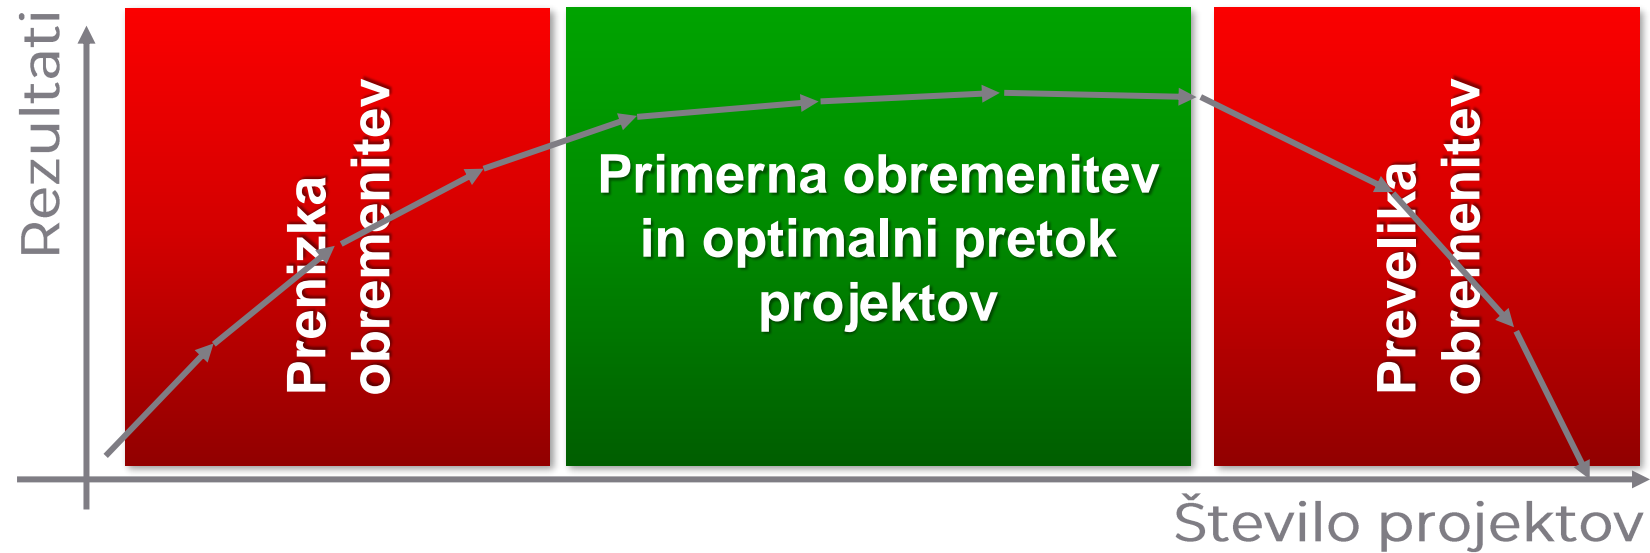 Rezultati
Prenizka
obremenitev
Primerna obremenitev
in optimalni pretok
projektov
Prevelika
obremenitev
Število projektov